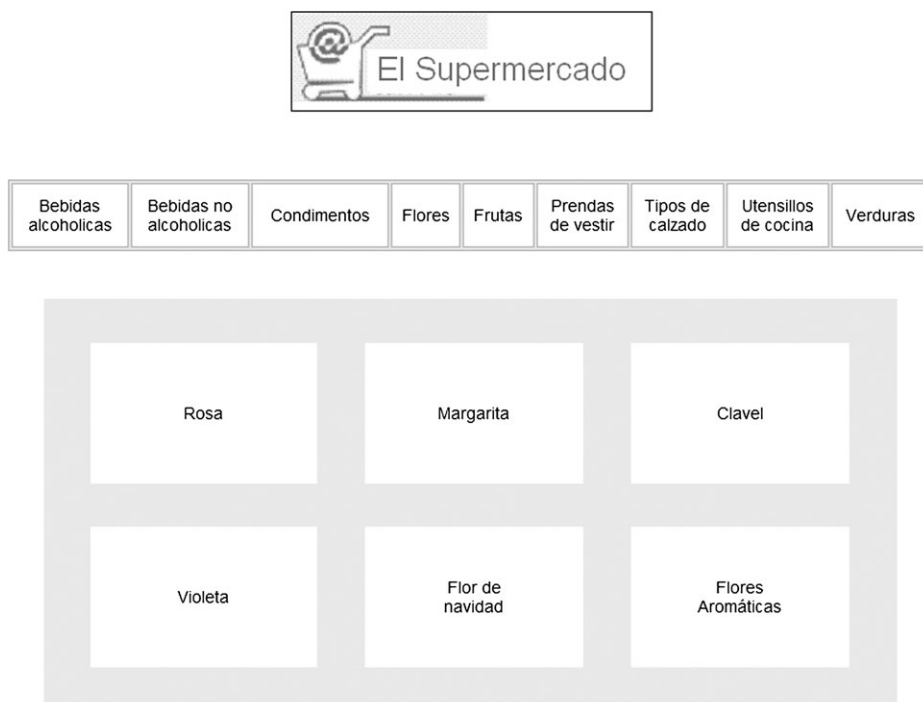 El Supermercado
Bebidas
alcoholicas
Bebidas no
alcoholicas
Condimentos
Flores
Frutas
Prendas
de vestir
Tipos de
calzado
Utensillos
de cocina
Verduras
Rosa
Margarita
Clavel
Violeta
Flor de
navidad
Flores
Aromáticas